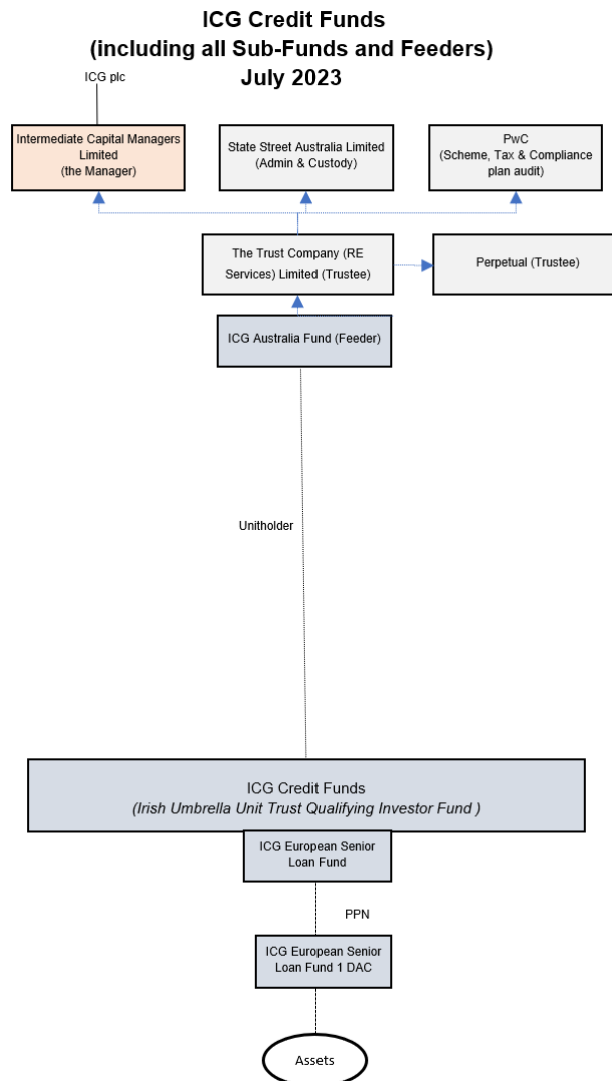 ICG Credit Funds
(including all Sub-Funds and Feeders)
July 2023
ICG plc
Intermediate Capital Managers
Limited
(the Manager)
State Street Australia Limited
(Admin & Custody)
PwC
(Scheme, Tax & Compliance
plan audit)
The Trust Company (RE
Services) Limited (Trustee)
Perpetual (Trustee)
ICG Australia Fund (Feeder)
Unitholder
ICG Credit Funds
(Irish Umbrella Unit Trust Qualifying Investor Fund )
ICG European Senior
Loan Fund
PPN
ICG European Senior
Loan Fund 1 DAC
Assets